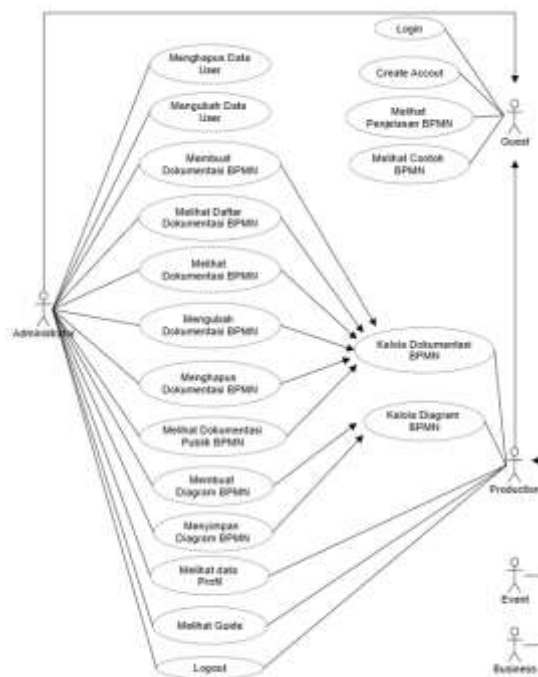 Login
Menghapus Data
User
Create Accout
Mengubah Data
User
Melihat
Penjelasan BPMN
Guest
Membuat
Dokumentasi BPMN
Melihat Contoh
BPMN
Melihat Daftar
Dokumentasi BPMN
Melihat
Dokumentasi BPMN
Administrator
Mengubah
Dokumentasi BPMN
Kelola Dokumentasi
BPMN
Menghapus
Dokumentasi BPMN
Melihat Dokumentasi
Publik BPMN
Kelola Diagram
BPMN
Membuat
Diagram BPMN
Production
Menyimpan
Diagram BPMN
Melihat data
Profil
Event
Melihat Guide
Logout
Business